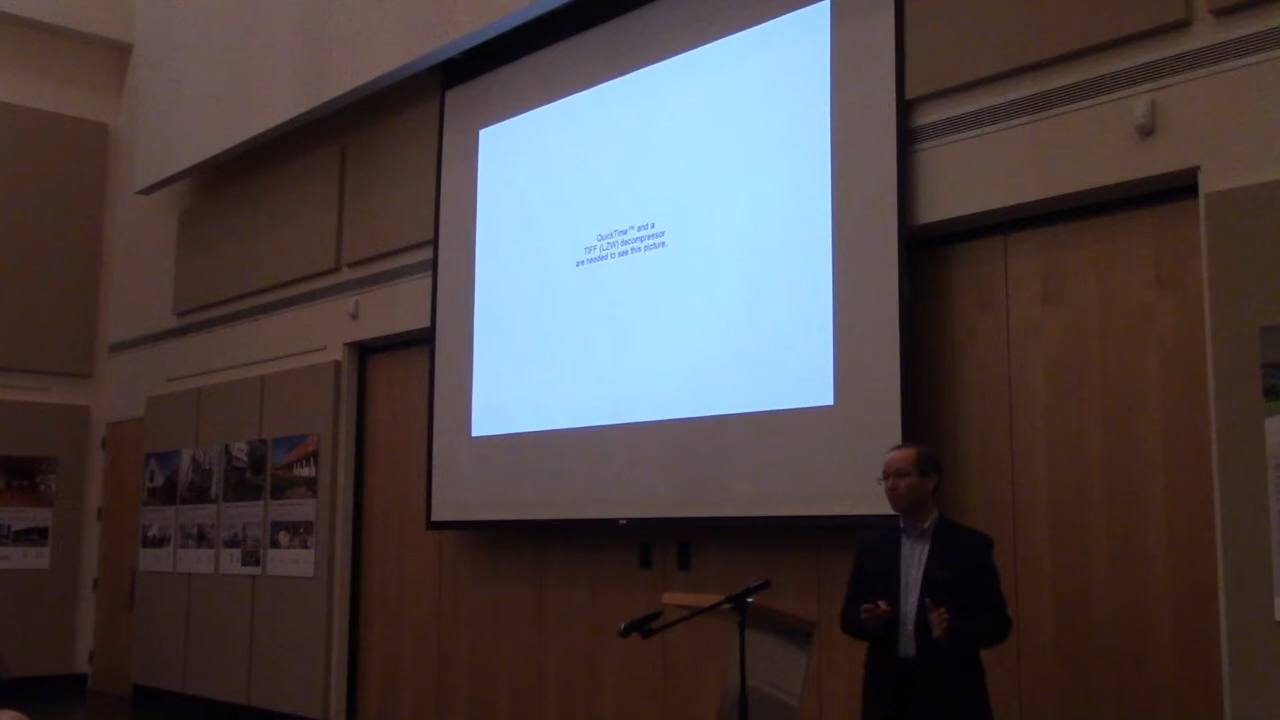 QuickTime™ and a
TIFF (LZW) decompressor
are needed to see this picture.